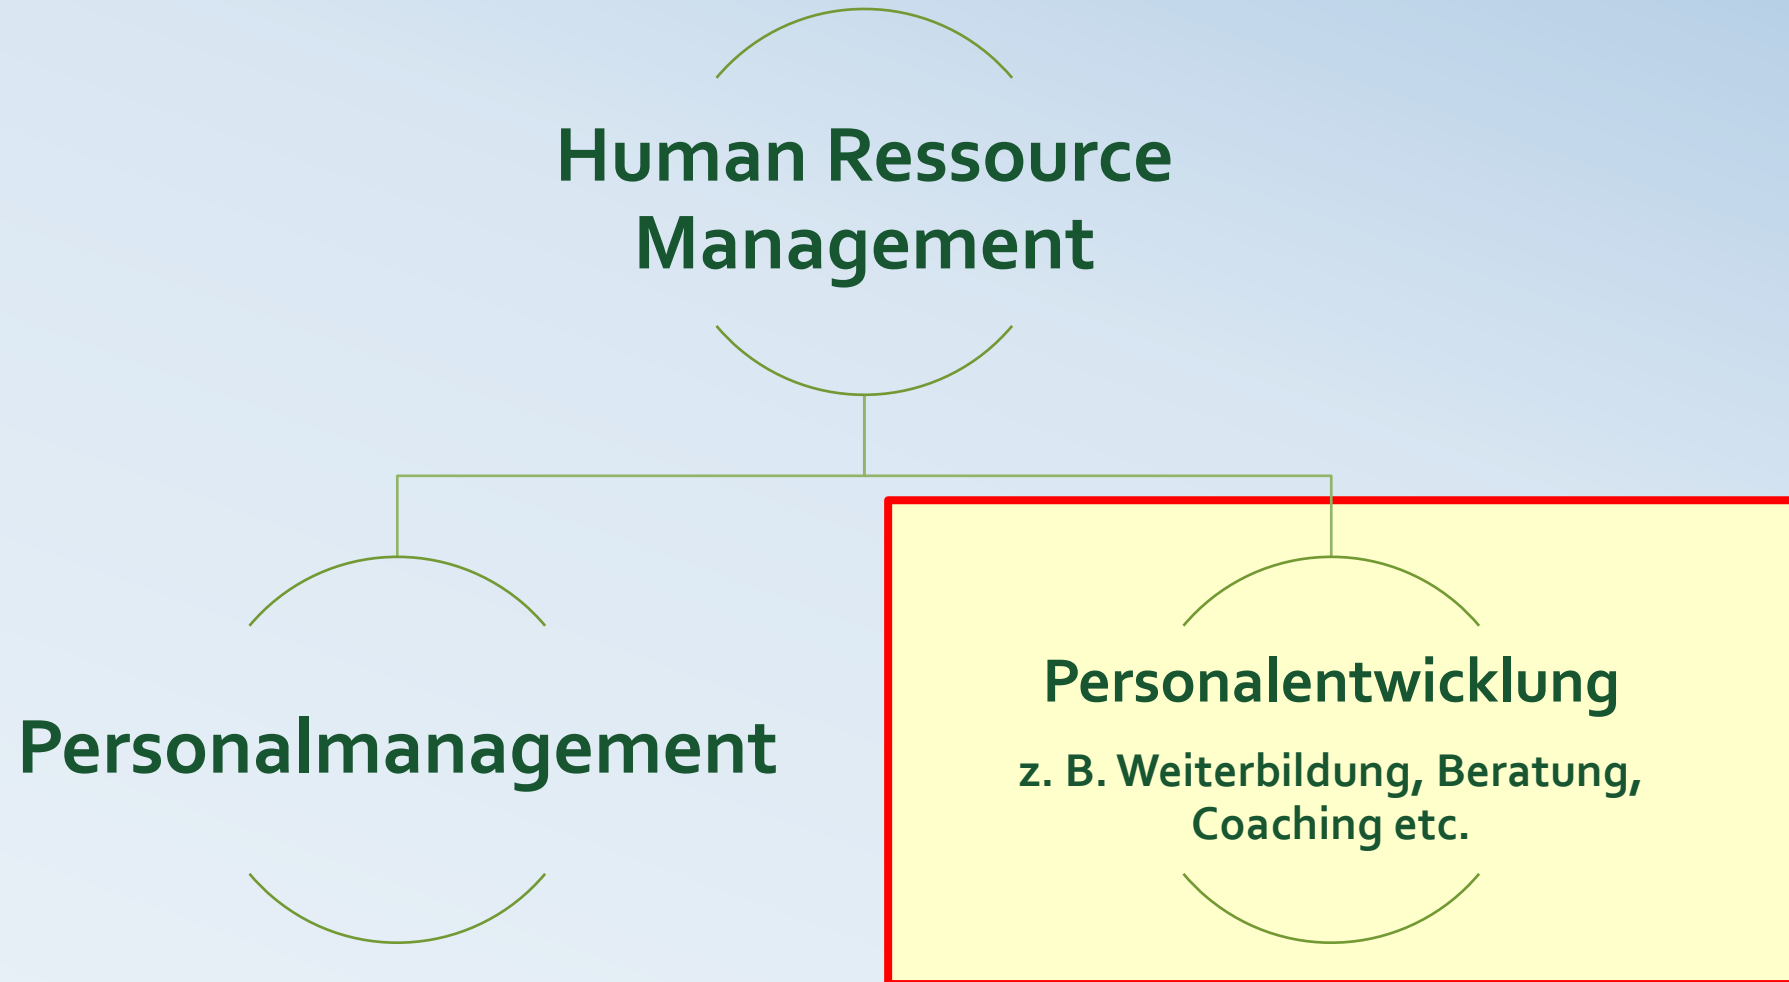 Human Ressource
Management
Personalmanagement
Personalentwicklung
z. B. Weiterbildung, Beratung,
Coaching etc.